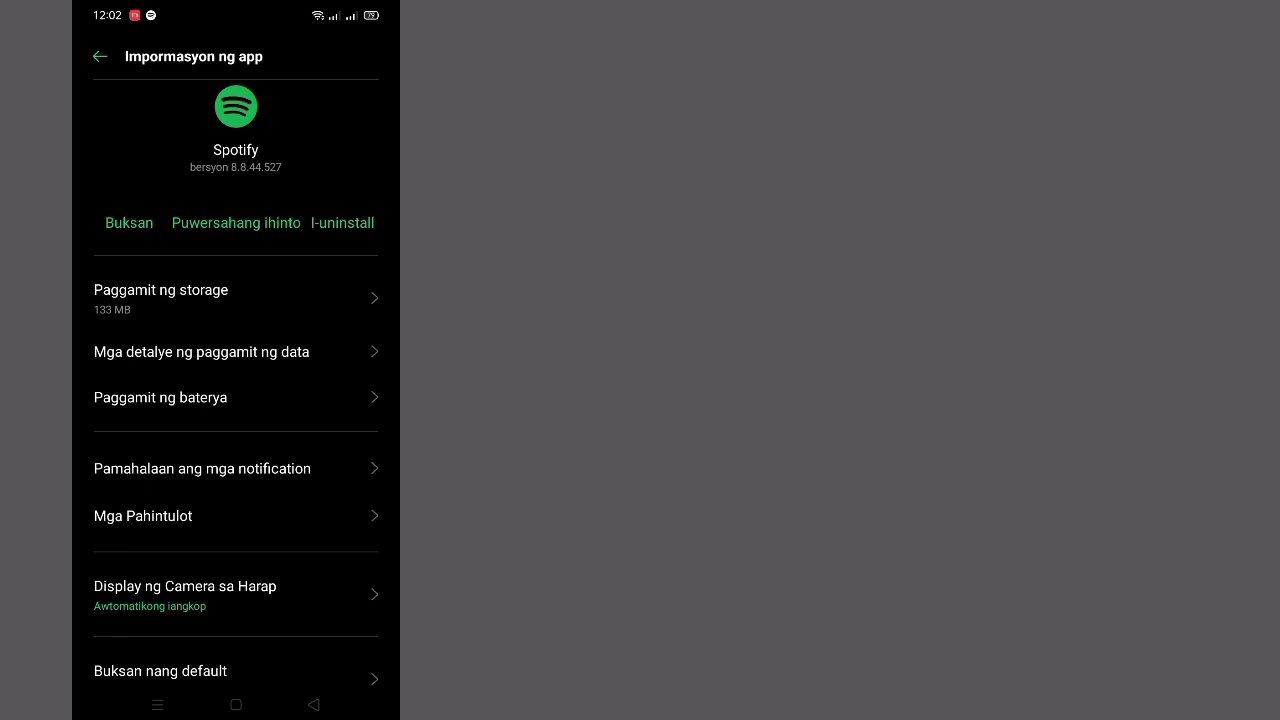 12:02
79
Impormasyon ng app
Spotify
bersyon 8.8.44.527
Buksan Puwersahang ihinto I-uninstall
Paggamit ng storage
133 MB
Mga detalye ng paggamit ng data
Paggamit ng baterya
Pamahalaan ang mga notification
Mga Pahintulot
Display ng Camera sa Harap
Awtomatikong iangkop
Buksan nang default